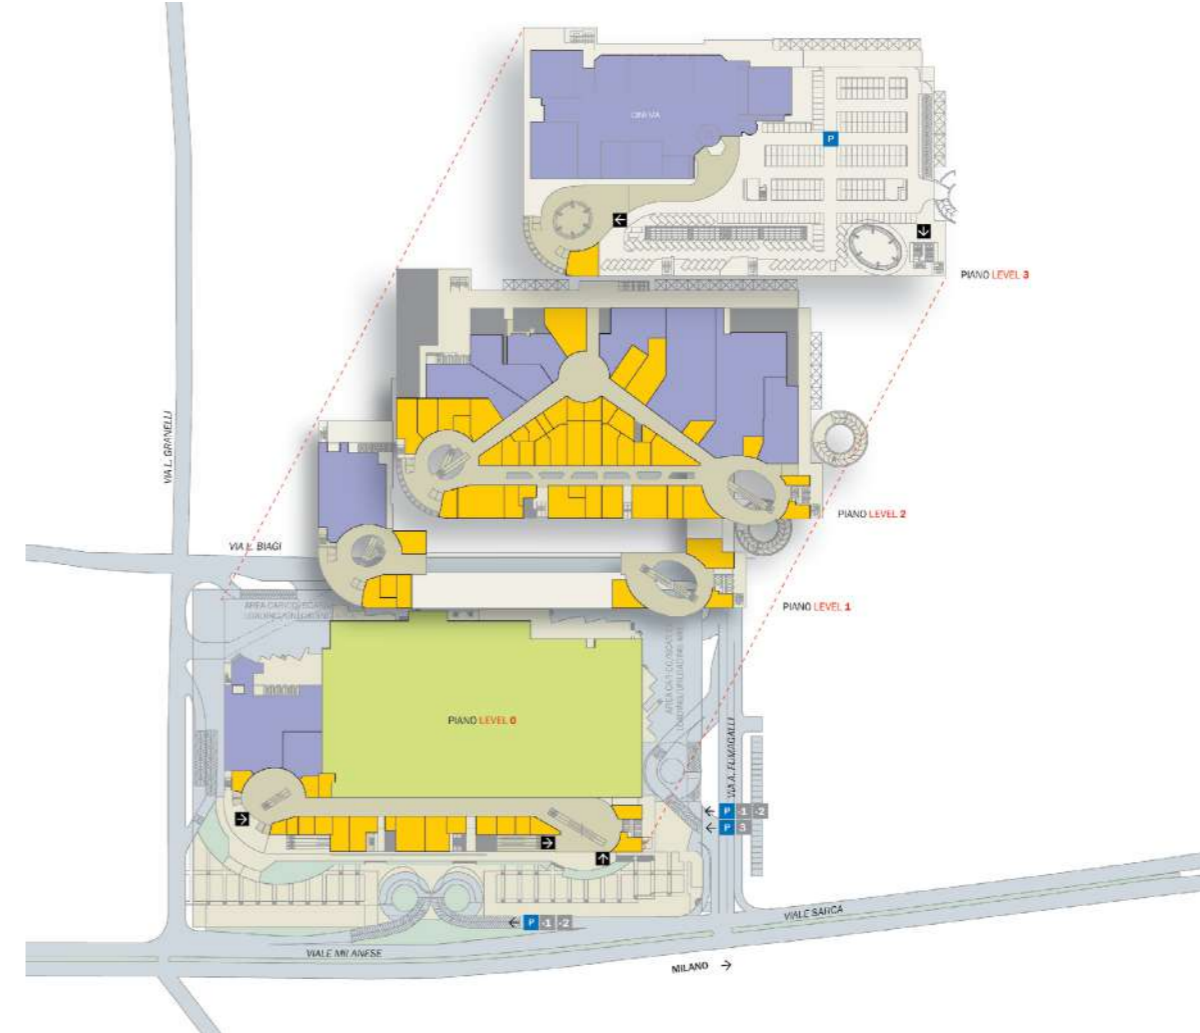 CINEMA
P
PIANO LEVEL 3
PIANO LEVEL 2
PIANO LEVEL 1
VIA L. GRANELLI
VIA L. BIAGI
PIANO LEVEL 0
VIA A. FUMAGALLI
P -1 -2
P 3
P -1 -2
VIALE SARCA
VIALE MILANESE
MILANO →